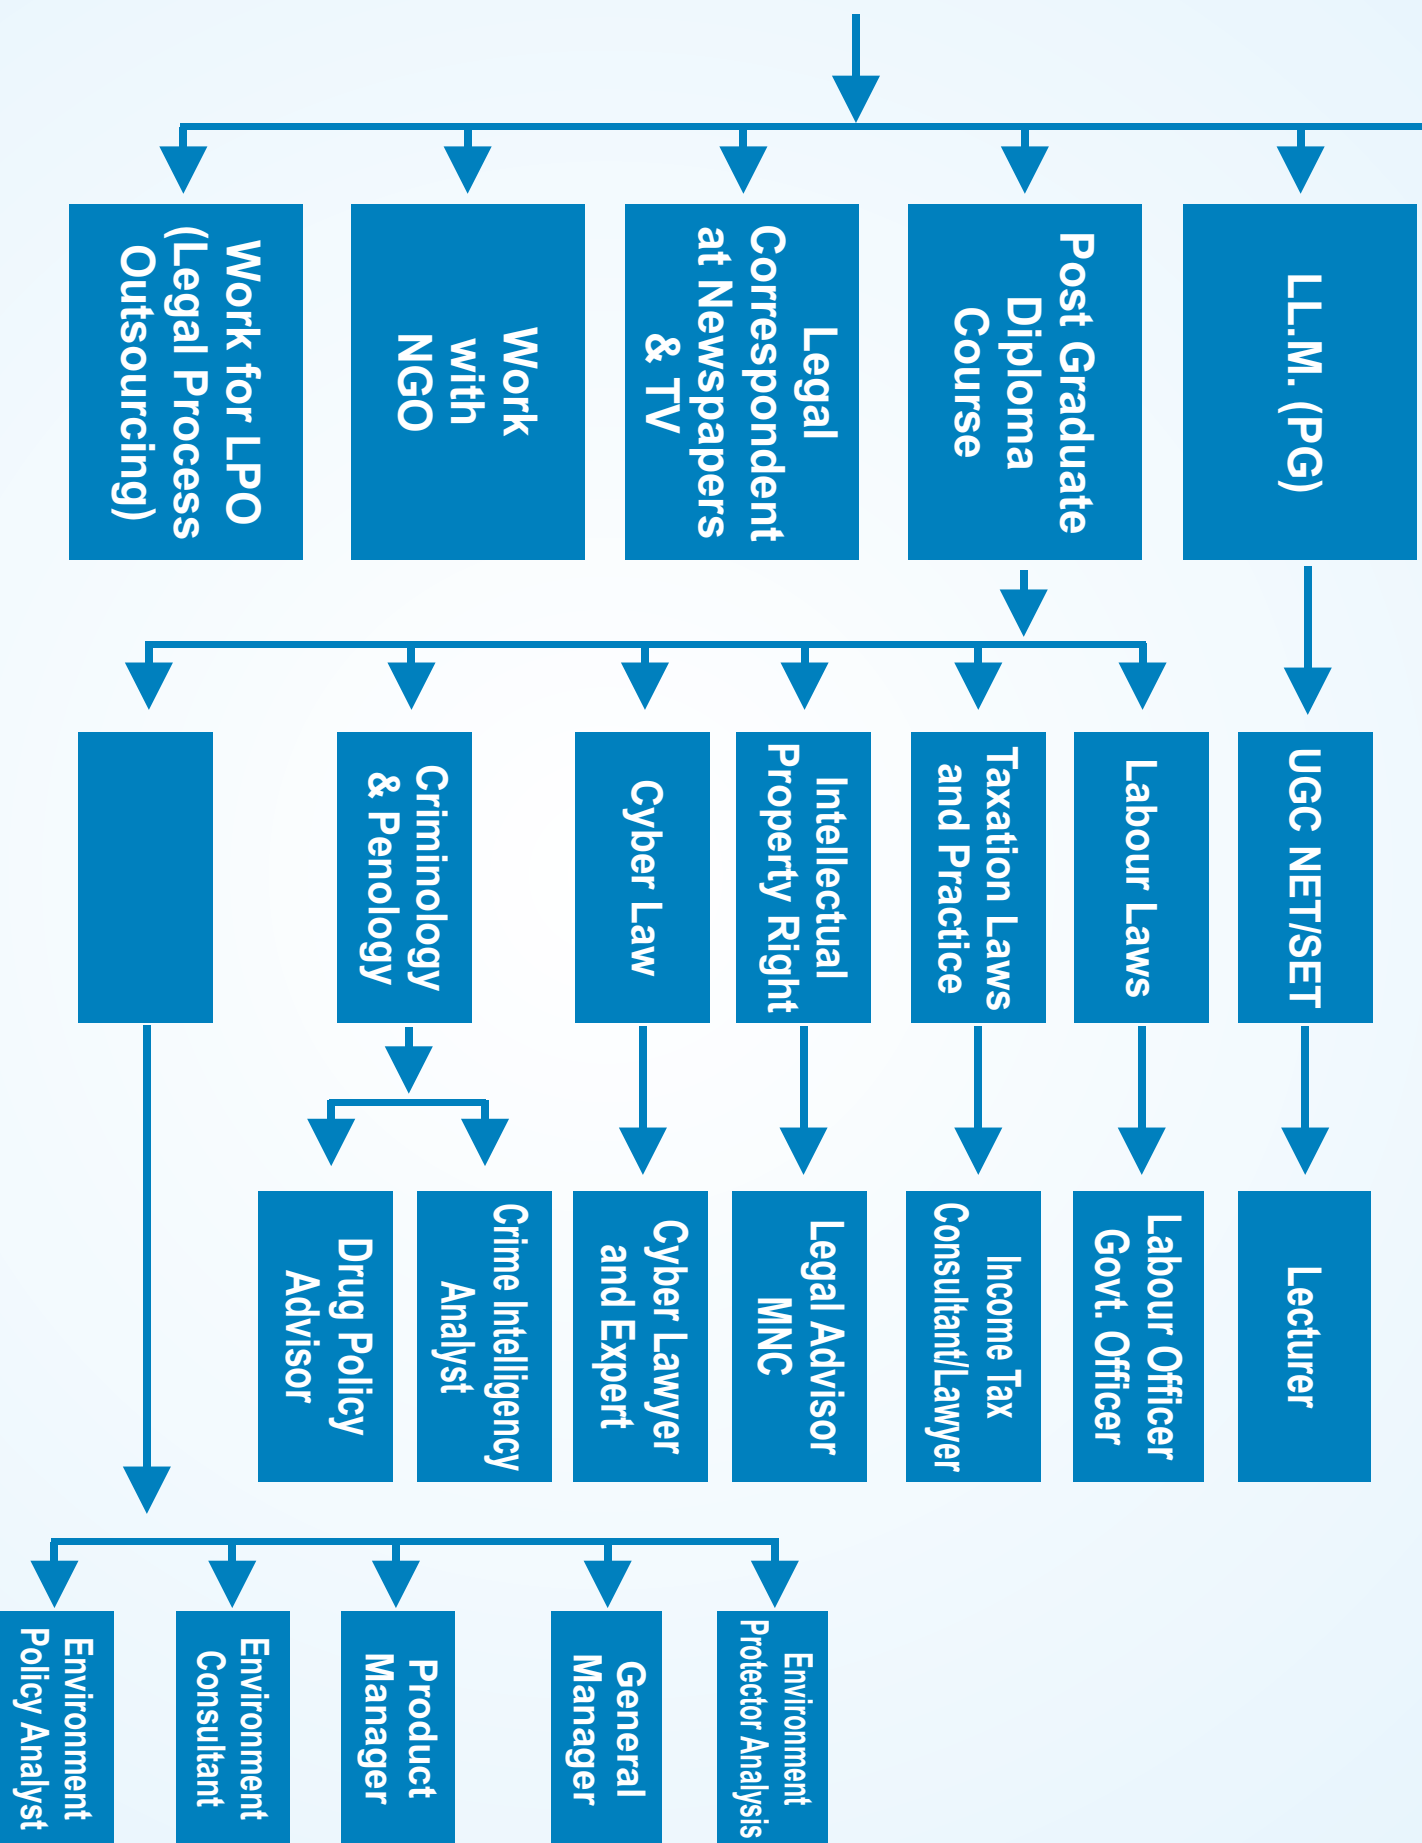 LL.M. (PG)
Post Graduate
Diploma
Course
Legal
Correspondent
at Newspapers
& TV
Work
with
NGO
Work for LPO
(Legal Process
Outsourcing)
UGC NET/SET
Labour Laws
Taxation Laws
and Practice
Intellectual
Property Right
Cyber Law
Criminology
& Penology
Lecturer
Labour Officer
Govt. Officer
Income Tax
Consultant/Lawyer
Legal Advisor
MNC
Cyber Lawyer
and Expert
Crime Intelligency
Analyst
Drug Policy
Advisor
Environment
Protector Analysis
General
Manager
Product
Manager
Environment
Consultant
Environment
Policy Analyst